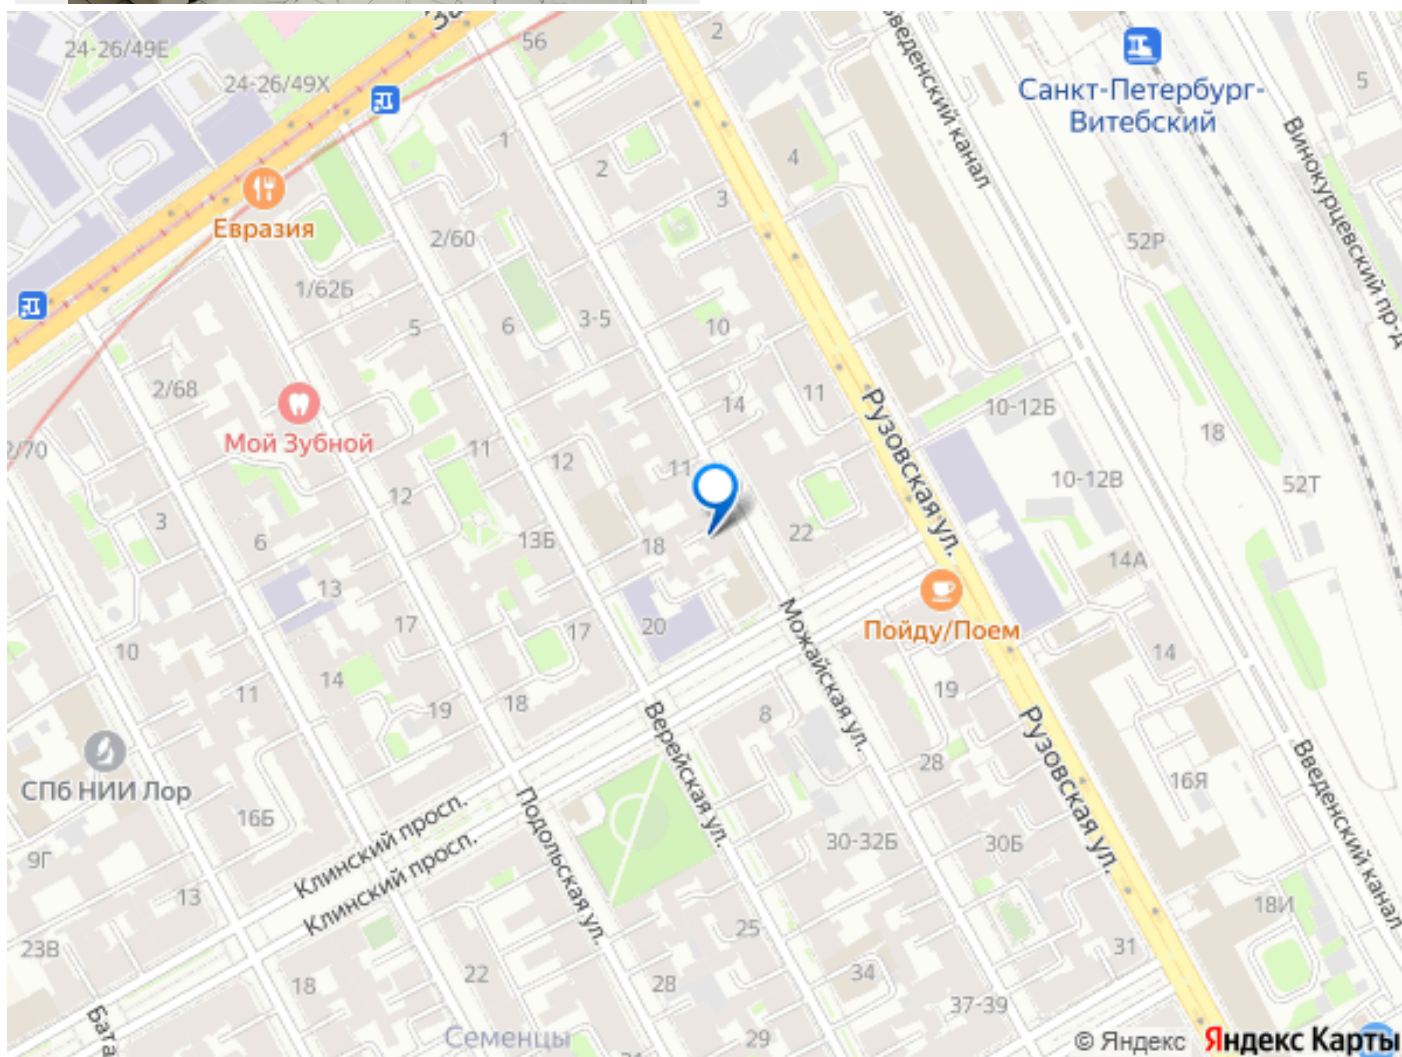 24-26/49Е
24-26/49Х
56
2
Введенский канал
Санкт-Петербург-
Витебский
5
Винокурцевский пр-д
1
2
4
3
Евразия
2/60
52Р
1/62Б
5
6
3-5
10
2/68
Мой Зубной
14
11
Рузовская ул.
10-12Б
18
2/70
11
12
11
10-12В
52Т
12
3
6
13Б
18
22
14А
13
Пойду/Поем
17
17
20
Можайская ул.
14
10
14
11
19
18
8
19
Верейская ул.
Рузовская ул.
28
16Я
Введенский канал
СПб НИИ Лор
16Б
Клинский просп.
Клинский просп.
Подольская ул.
30-32Б
30Б
9Г
13
18И
23В
25
31
18
22
28
34
37-39
Бата
Семенцы
29
© Яндекс Яндекс Карты